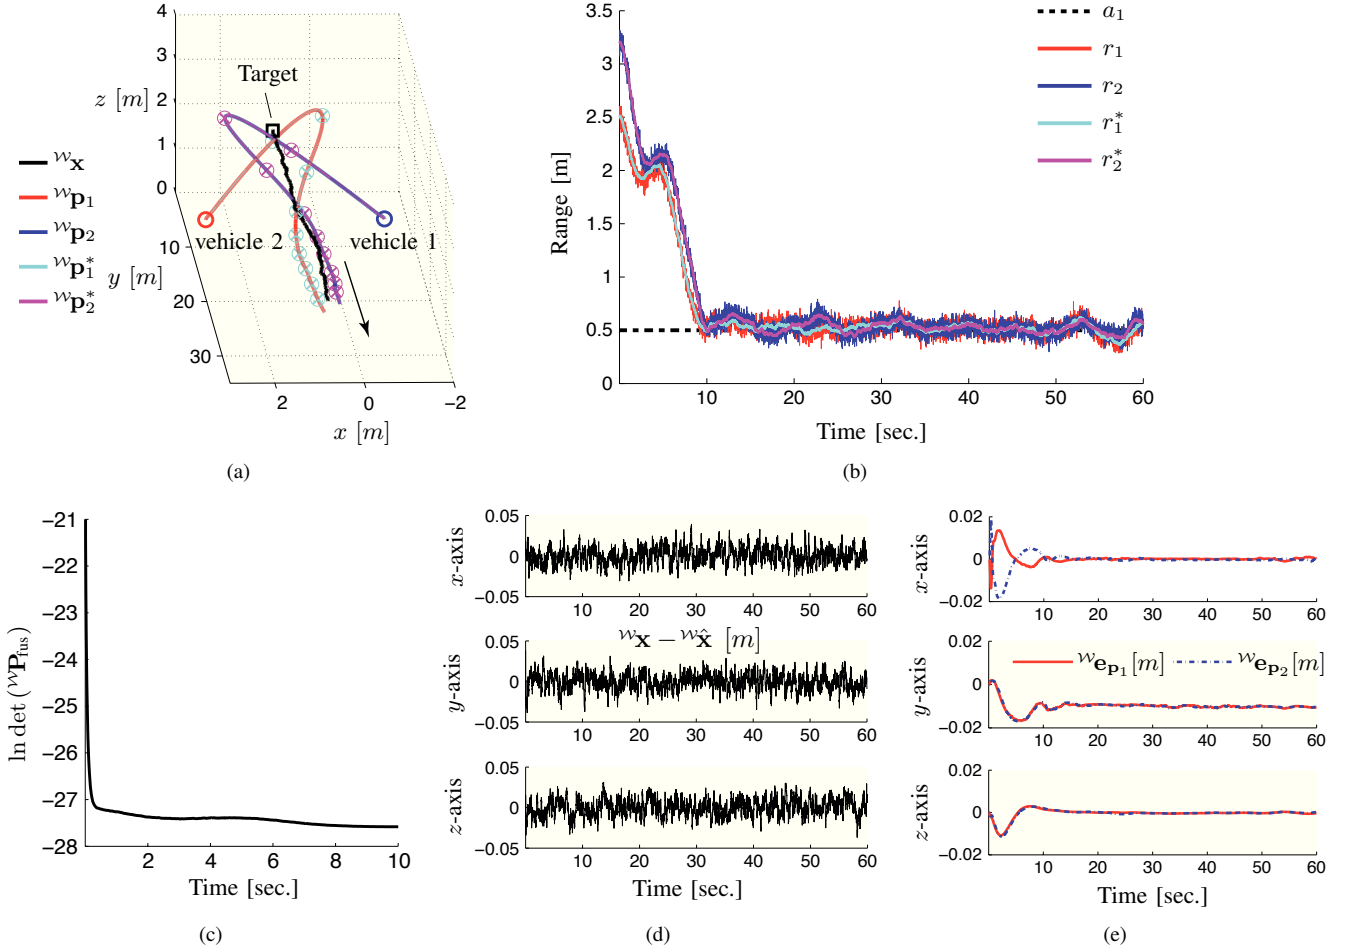 4
3
2
1
0
z [m]
Target
vehicle 2
vehicle 1
10
20
30
y [m]
2
0
−2
x [m]
𝒲x
𝒲p₁
𝒲p₂
𝒲p₁*
𝒲p₂*
(a)
3.5
3
2.5
2
1.5
1
0.5
0
Range [m]
10
20
30
40
50
60
Time [sec.]
a₁
r₁
r₂
r₁*
r₂*
(b)
−21
−22
−23
−24
−25
−26
−27
−28
ln det (𝒲P_fus)
2
4
6
8
10
Time [sec.]
(c)
0.05
0
−0.05
x-axis
10 20 30 40 50 60
𝒲x − 𝒲x̂ [m]
0.05
0
−0.05
y-axis
10 20 30 40 50 60
0.05
0
−0.05
z-axis
10 20 30 40 50 60
Time [sec.]
(d)
0.02
0
−0.02
x-axis
10 20 30 40 50 60
0.02
0
−0.02
y-axis
𝒲e_p₁[m]
𝒲e_p₂[m]
10 20 30 40 50 60
0.02
0
−0.02
z-axis
10 20 30 40 50 60
Time [sec.]
(e)